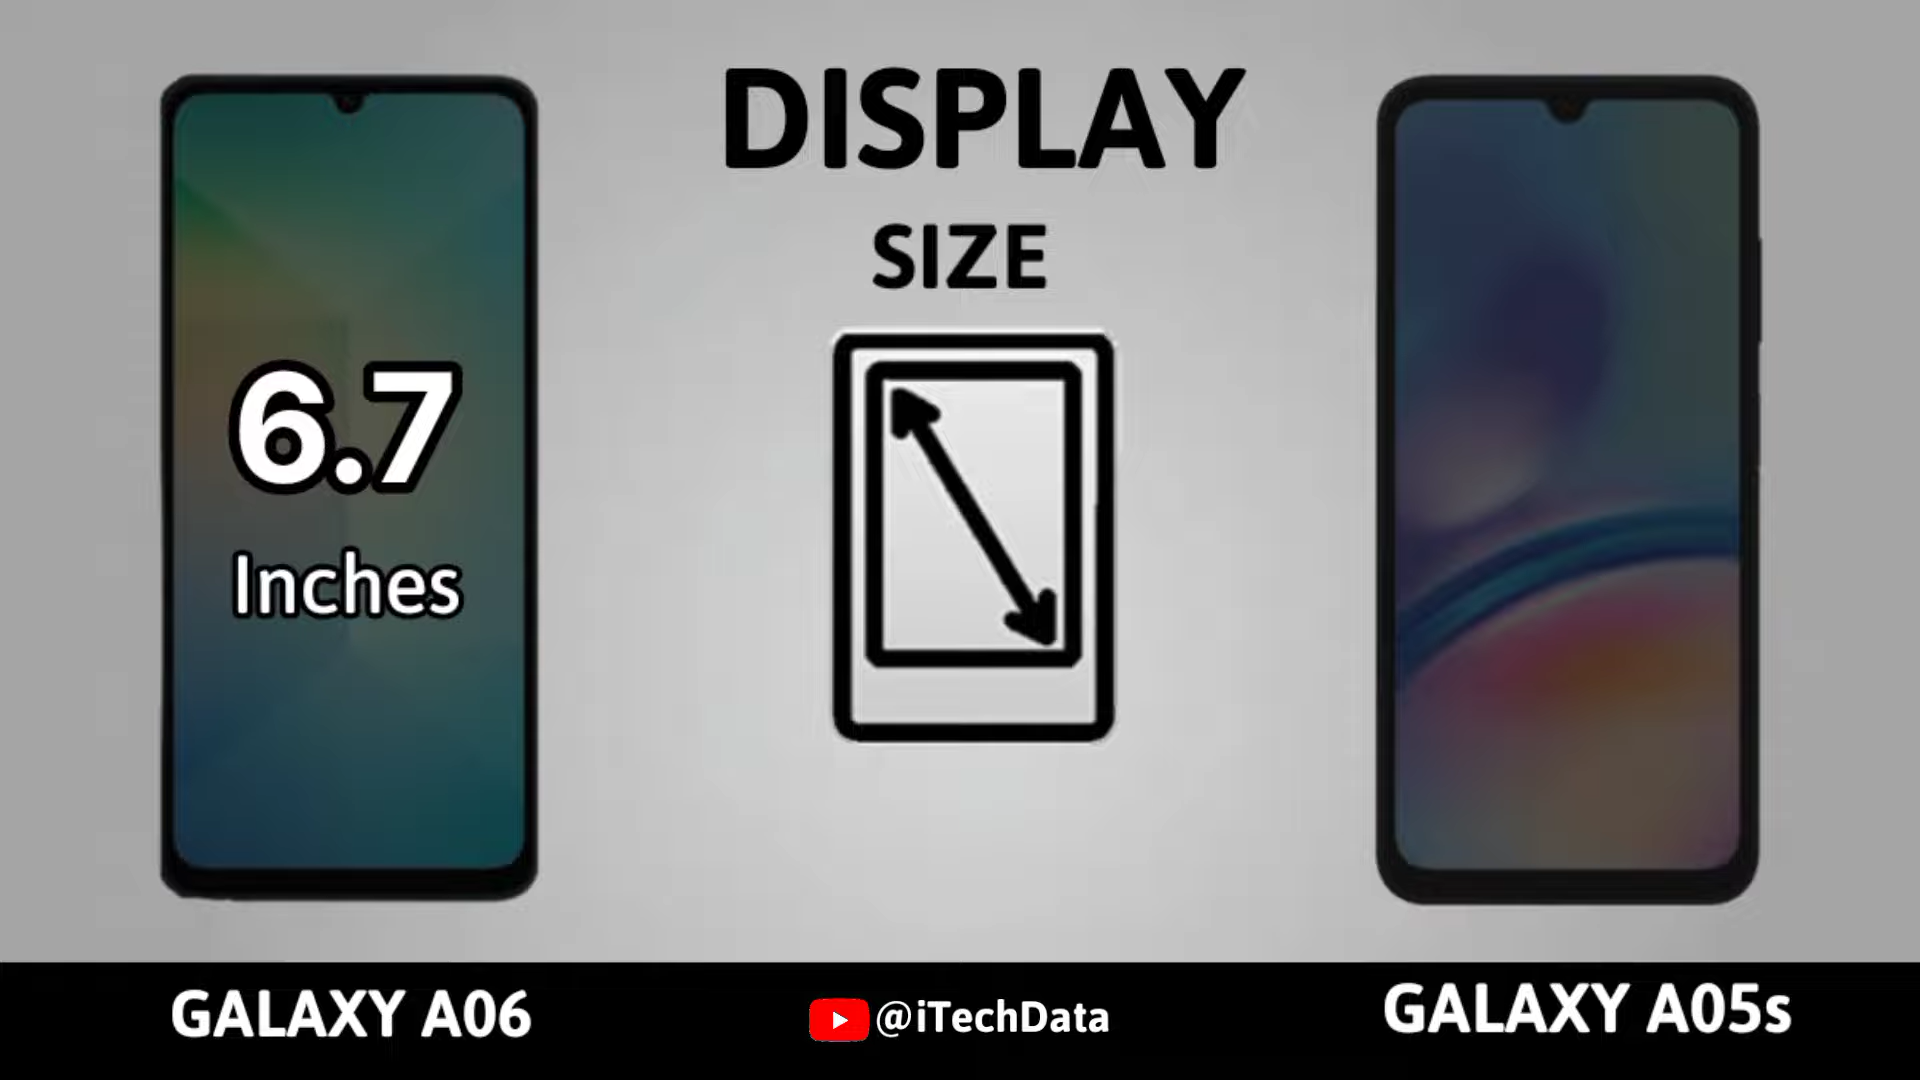 DISPLAY
SIZE
6.7
Inches
GALAXY A06
@iTechData
GALAXY A05s